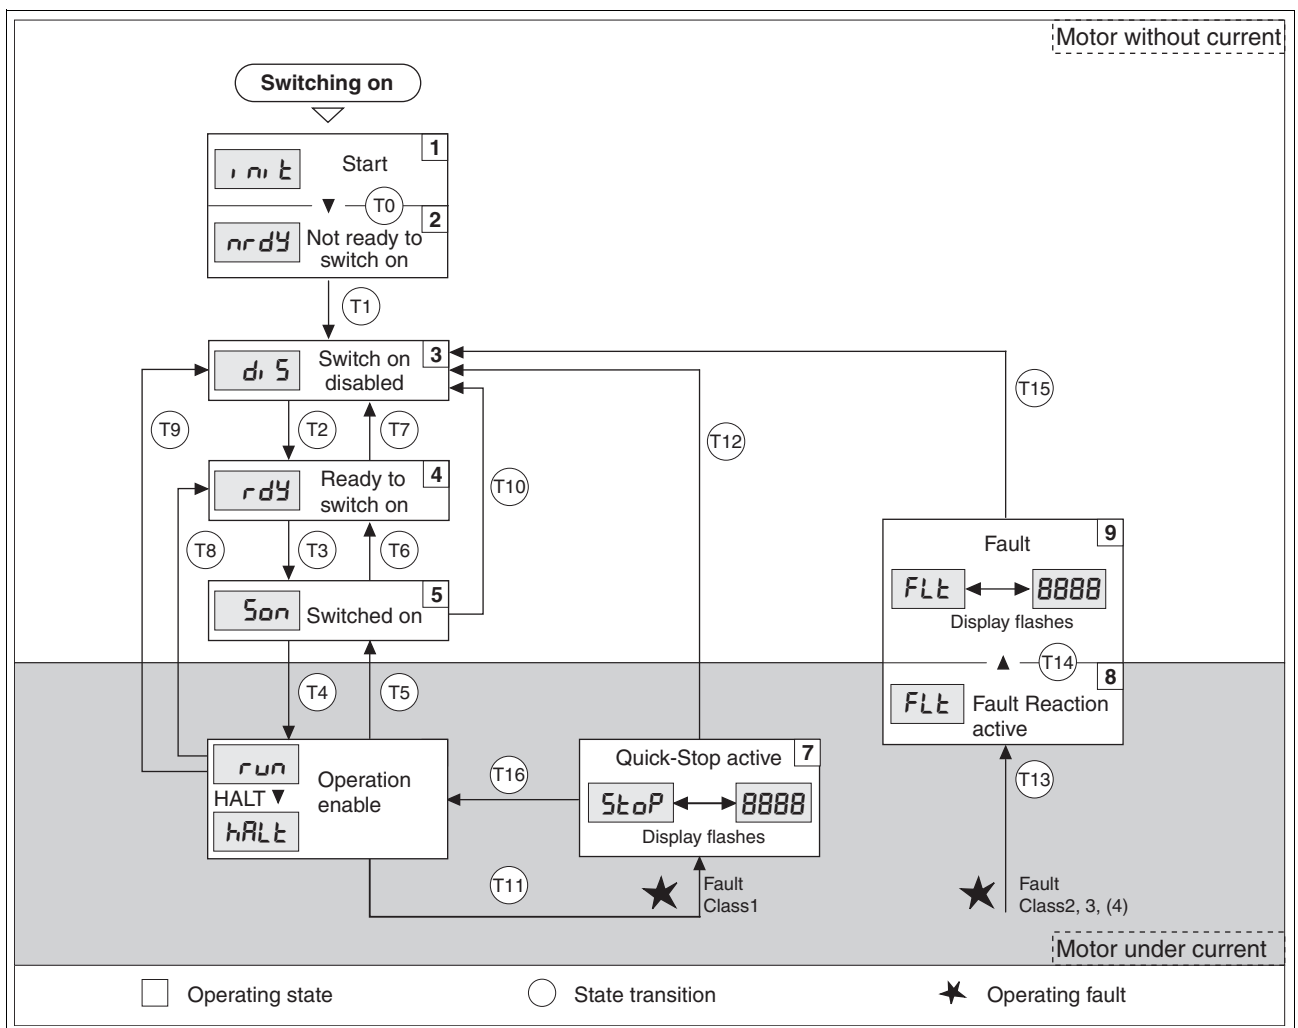 Motor without current
Switching on
init
Start
1
T0
nrdy
Not ready to
switch on
2
T1
diS
Switch on
disabled
3
T9
T2
T7
T12
T15
rdy
Ready to
switch on
4
T10
T8
T3
T6
Son
Switched on
5
Fault
9
FLt
8888
Display flashes
T14
FLt
Fault Reaction
active
8
T4
T5
run
HALT
hALt
Operation
enable
T16
Quick-Stop active
7
StoP
8888
Display flashes
T13
T11
Fault
Class1
Fault
Class2, 3, (4)
Motor under current
Operating state
State transition
Operating fault